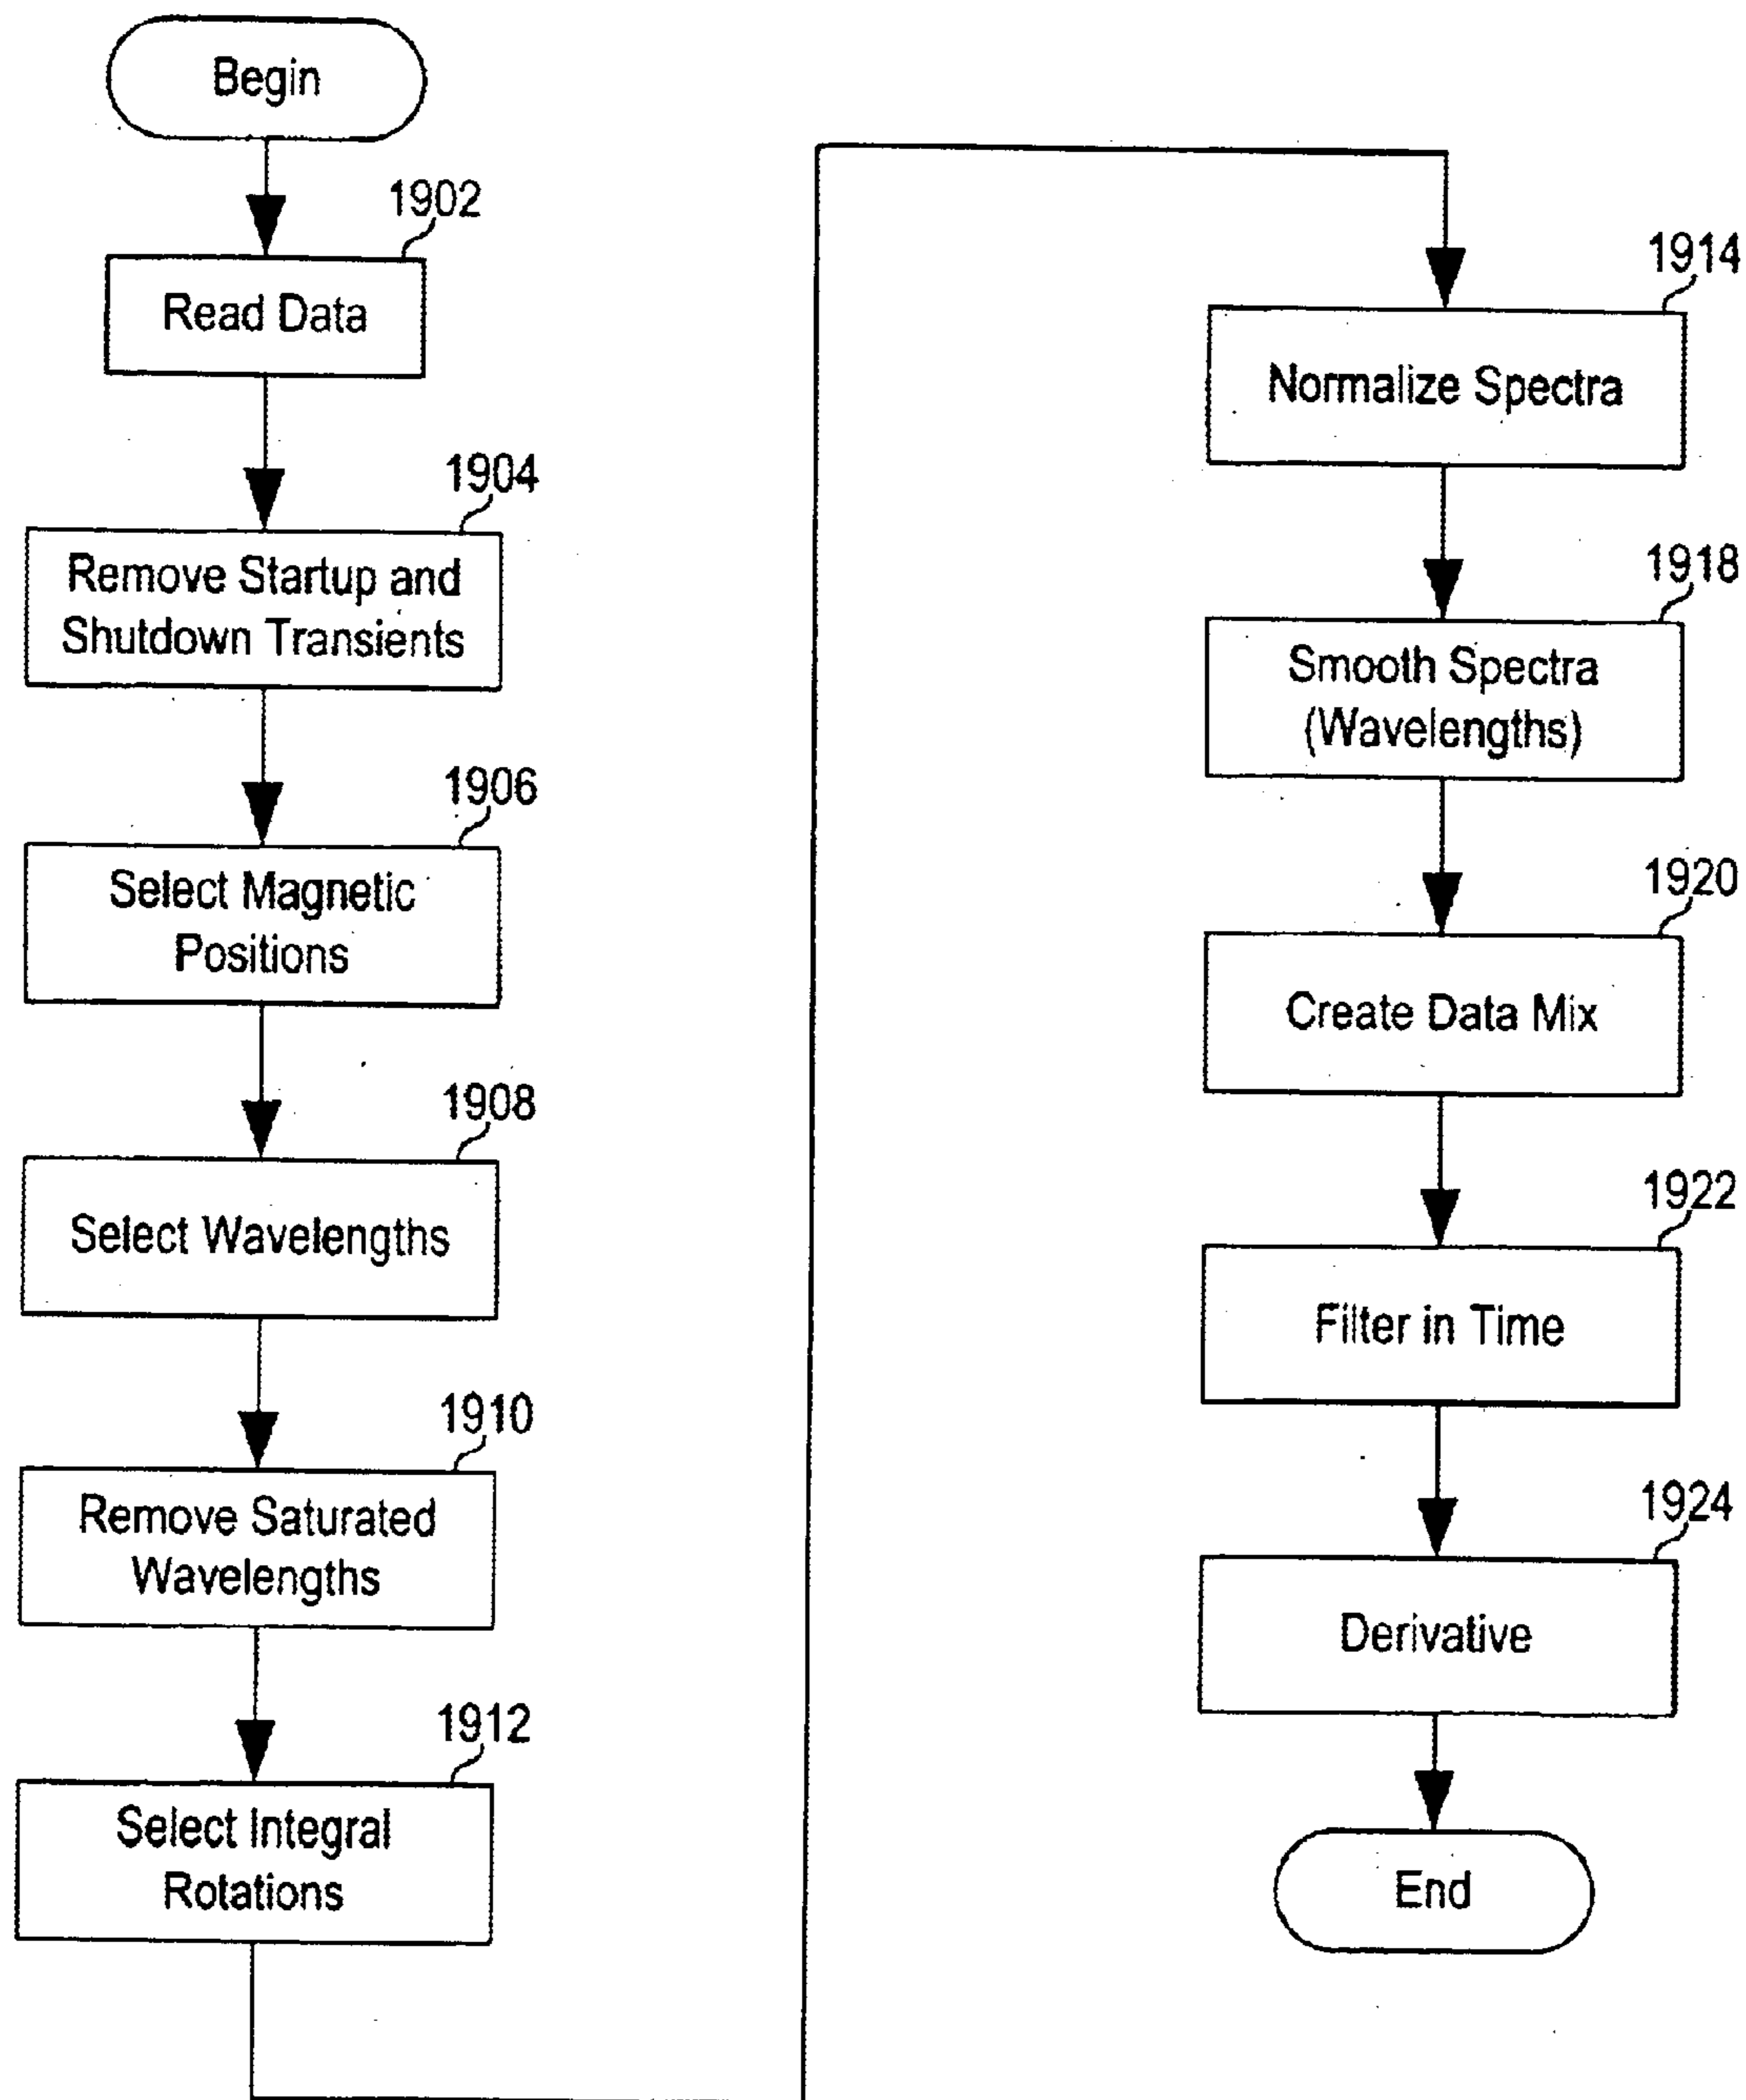 Begin
1902
Read Data
1904
Remove Startup and
Shutdown Transients
1906
Select Magnetic
Positions
1908
Select Wavelengths
1910
Remove Saturated
Wavelengths
1912
Select Integral
Rotations
1914
Normalize Spectra
1918
Smooth Spectra
(Wavelengths)
1920
Create Data Mix
1922
Filter in Time
1924
Derivative
End